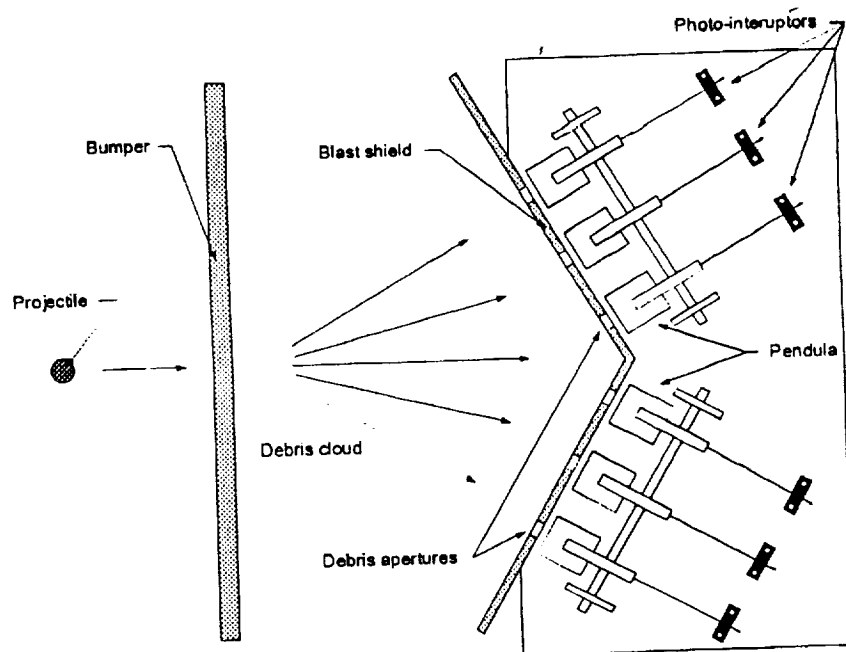 Photo-interuptors
Bumper
Blast shield
Projectile
Pendula
Debris cloud
Debris apertures